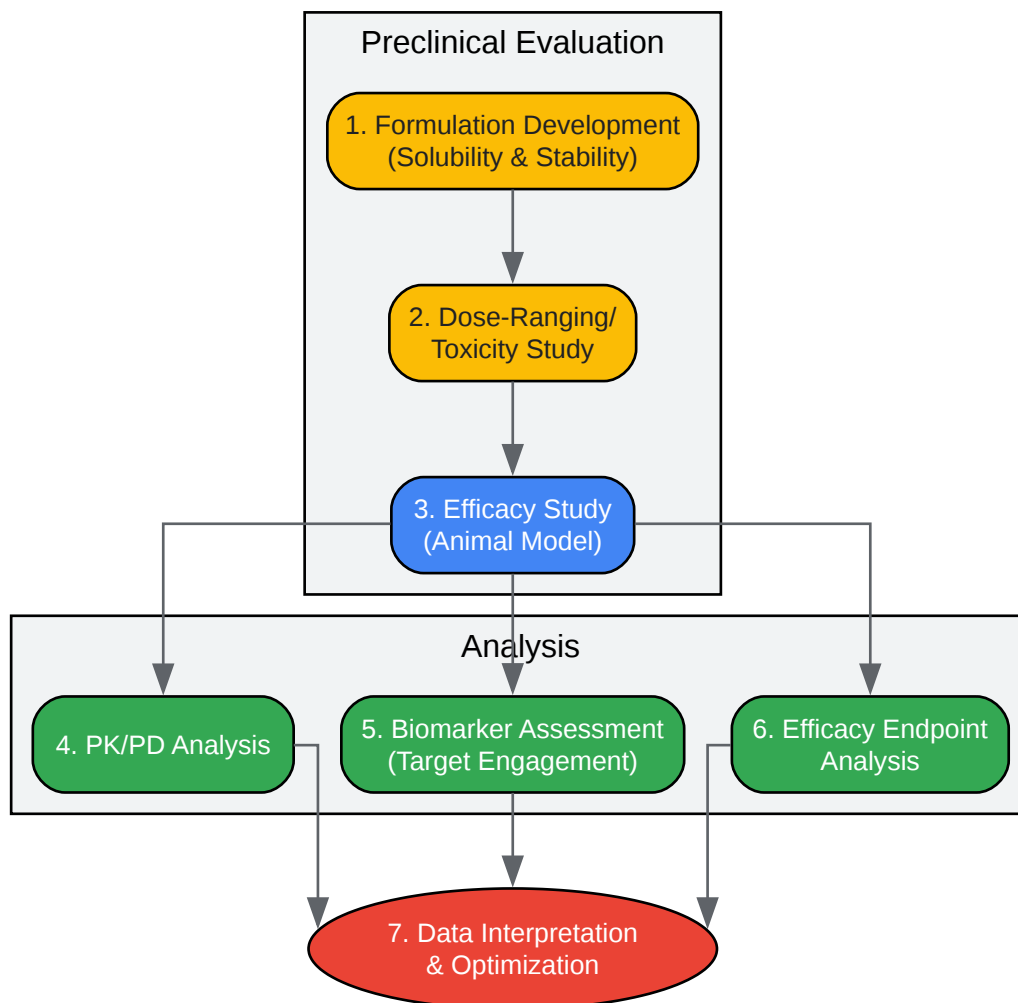 Preclinical Evaluation
1. Formulation Development
(Solubility & Stability)
2. Dose-Ranging/
Toxicity Study
3. Efficacy Study
(Animal Model)
Analysis
4. PK/PD Analysis
5. Biomarker Assessment
(Target Engagement)
6. Efficacy Endpoint
Analysis
7. Data Interpretation
& Optimization